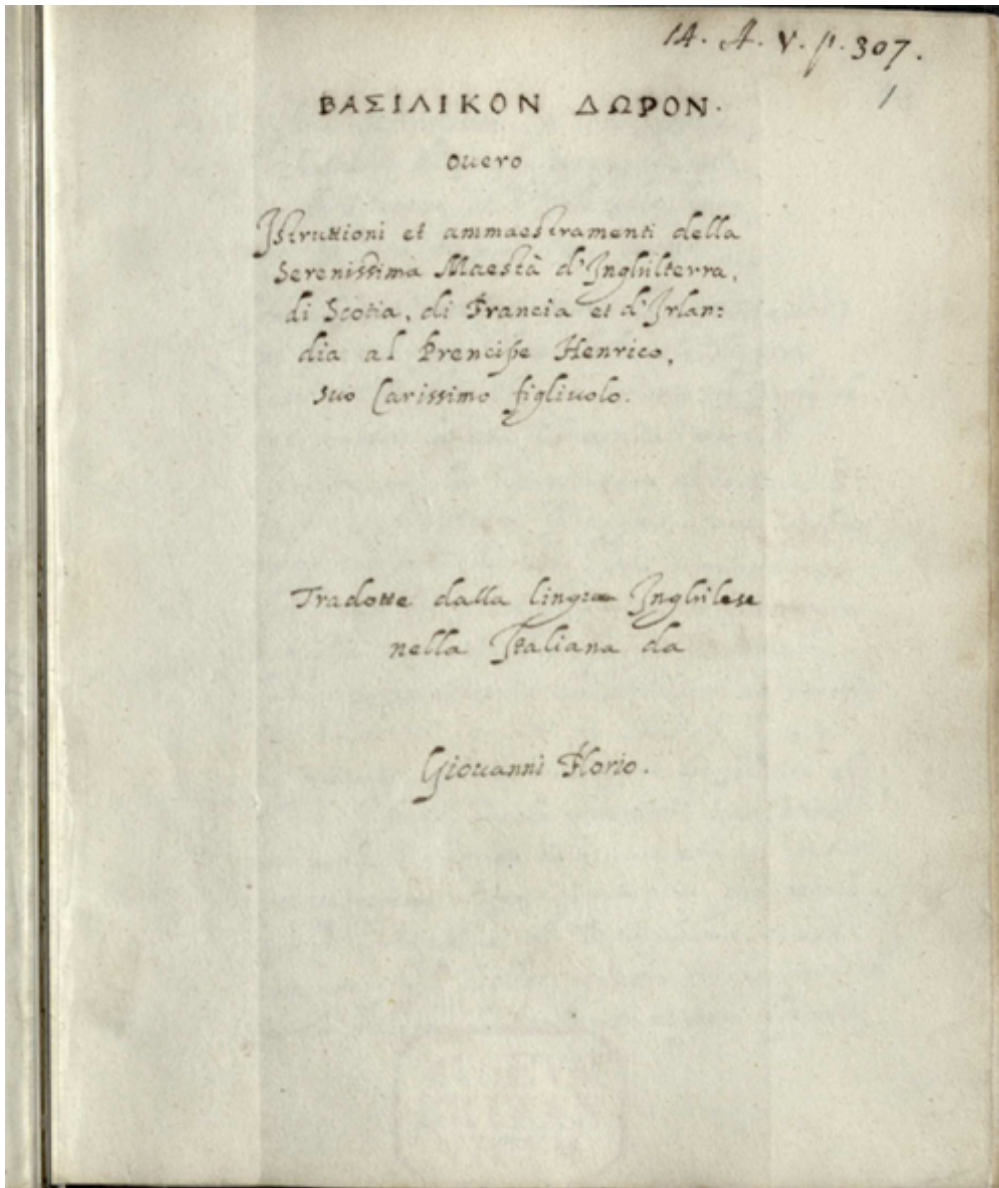 14. A. V. p. 307.
1
ΒΑΣΙΛΙΚΟΝ ΔΩΡΟΝ.
ouero
Istruttioni et ammaestramenti della
Serenissima Maestà d'Inghilterra,
di Scotia, di Francia et d'Irlan:
dia al Prencipe Henrico,
suo Carissimo figliuolo.
Tradotte dalla lingua Inghilese
nella Italiana da
Giouanni Florio.